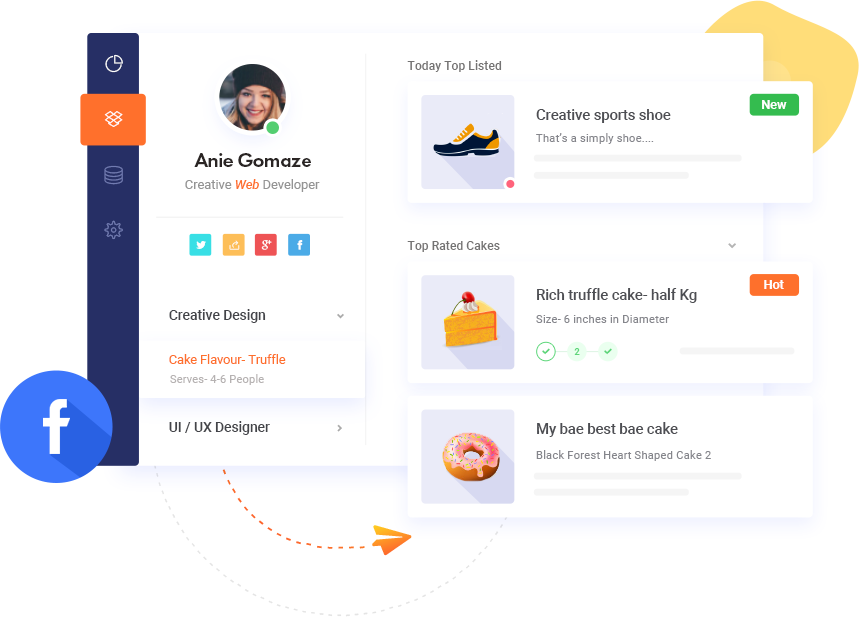 Anie Gomaze
Creative Web Developer
g+
f
Creative Design
Cake Flavour- Truffle
Serves- 4-6 People
UI / UX Designer
f
Today Top Listed
New
Creative sports shoe
That's a simply shoe....
Top Rated Cakes
Hot
Rich truffle cake- half Kg
Size- 6 inches in Diameter
2
My bae best bae cake
Black Forest Heart Shaped Cake 2